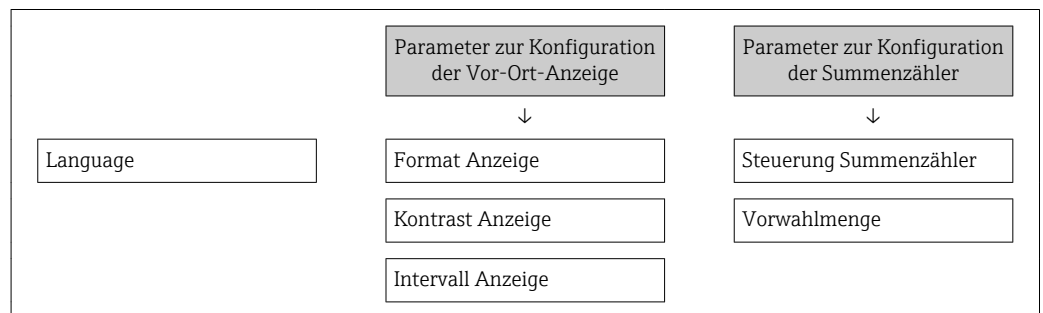 Parameter zur Konfiguration
der Vor-Ort-Anzeige
Parameter zur Konfiguration
der Summenzähler
↓
↓
Language
Format Anzeige
Steuerung Summenzähler
Kontrast Anzeige
Vorwahlmenge
Intervall Anzeige